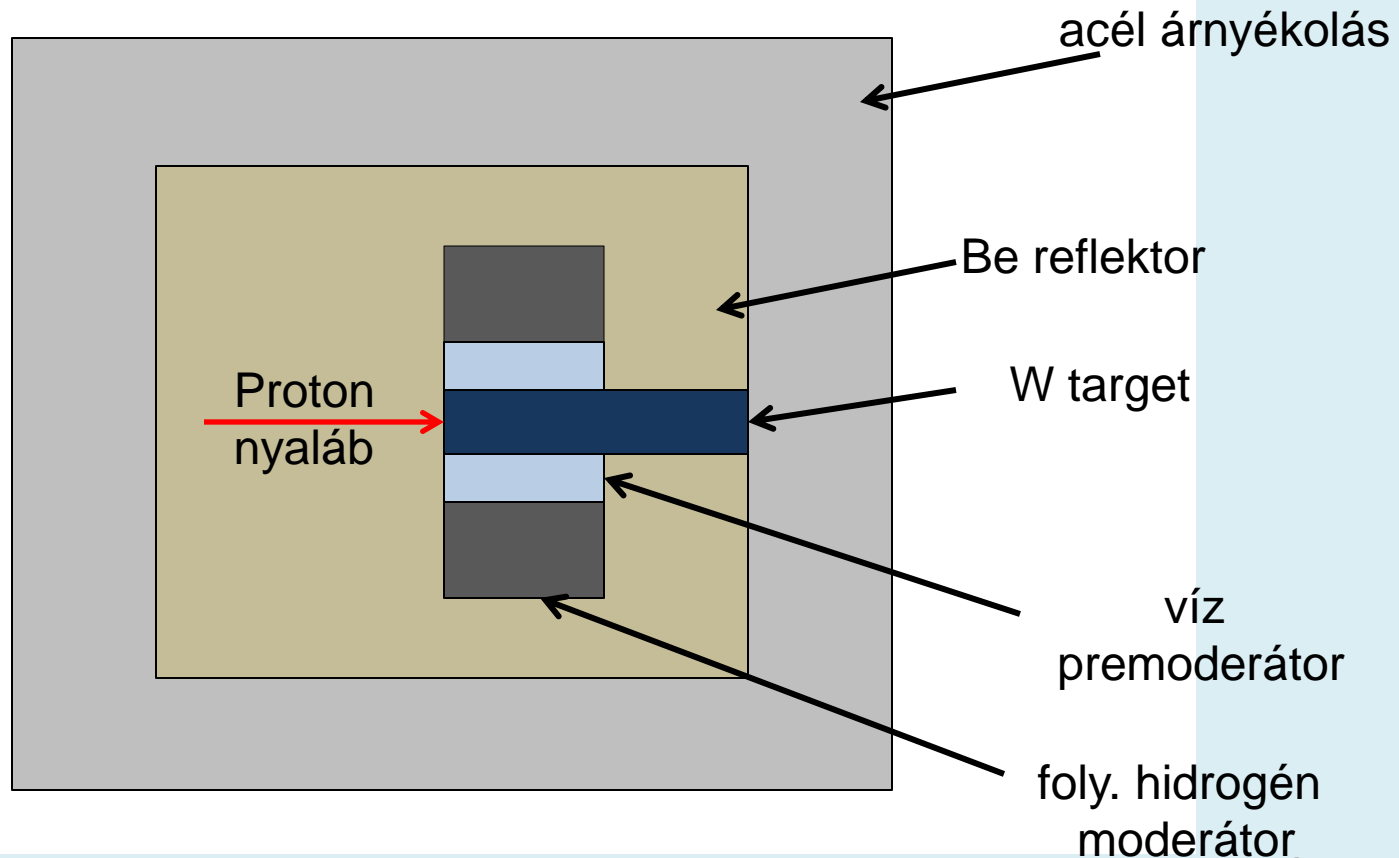 acél árnyékolás
Be reflektor
W target
Proton
nyaláb
víz
premoderátor
foly. hidrogén
moderátor